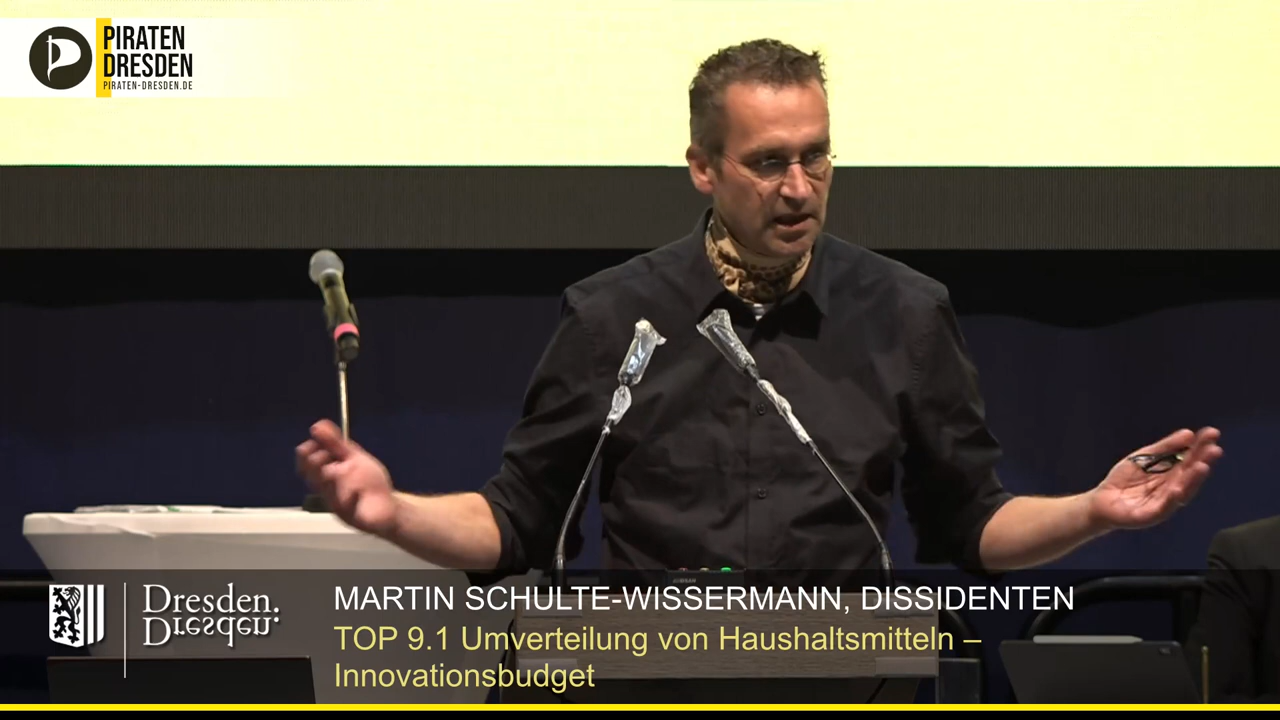 PIRATEN
DRESDEN
PIRATEN-DRESDEN.DE
Dresden.
Dresden.
MARTIN SCHULTE-WISSERMANN, DISSIDENTEN
TOP 9.1 Umverteilung von Haushaltsmitteln –
Innovationsbudget